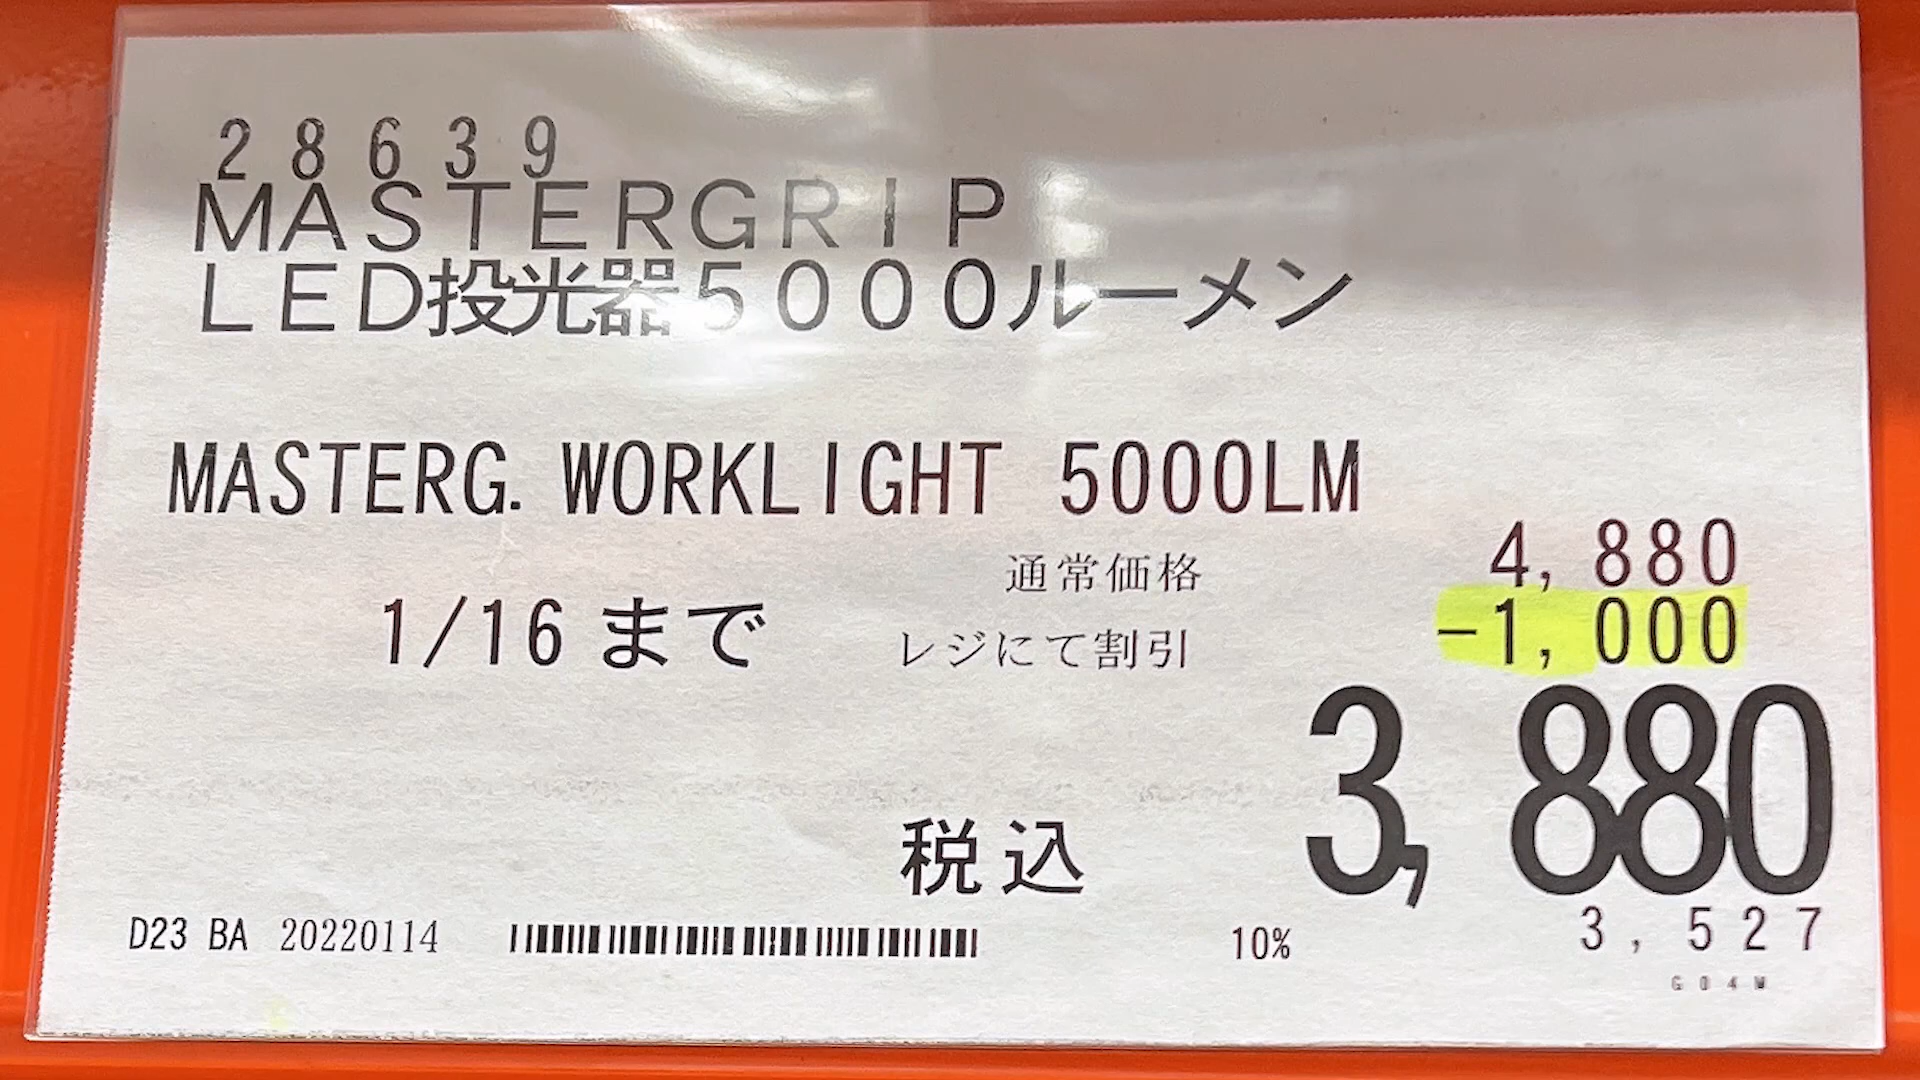 28639
MASTERGRIP
LED投光器5000ルーメン
MASTERG. WORKLIGHT 5000LM
通常価格 4,880
1/16 まで レジにて割引 -1,000
税込 3,880
D23 BA 20220114 10% 3,527
G04M